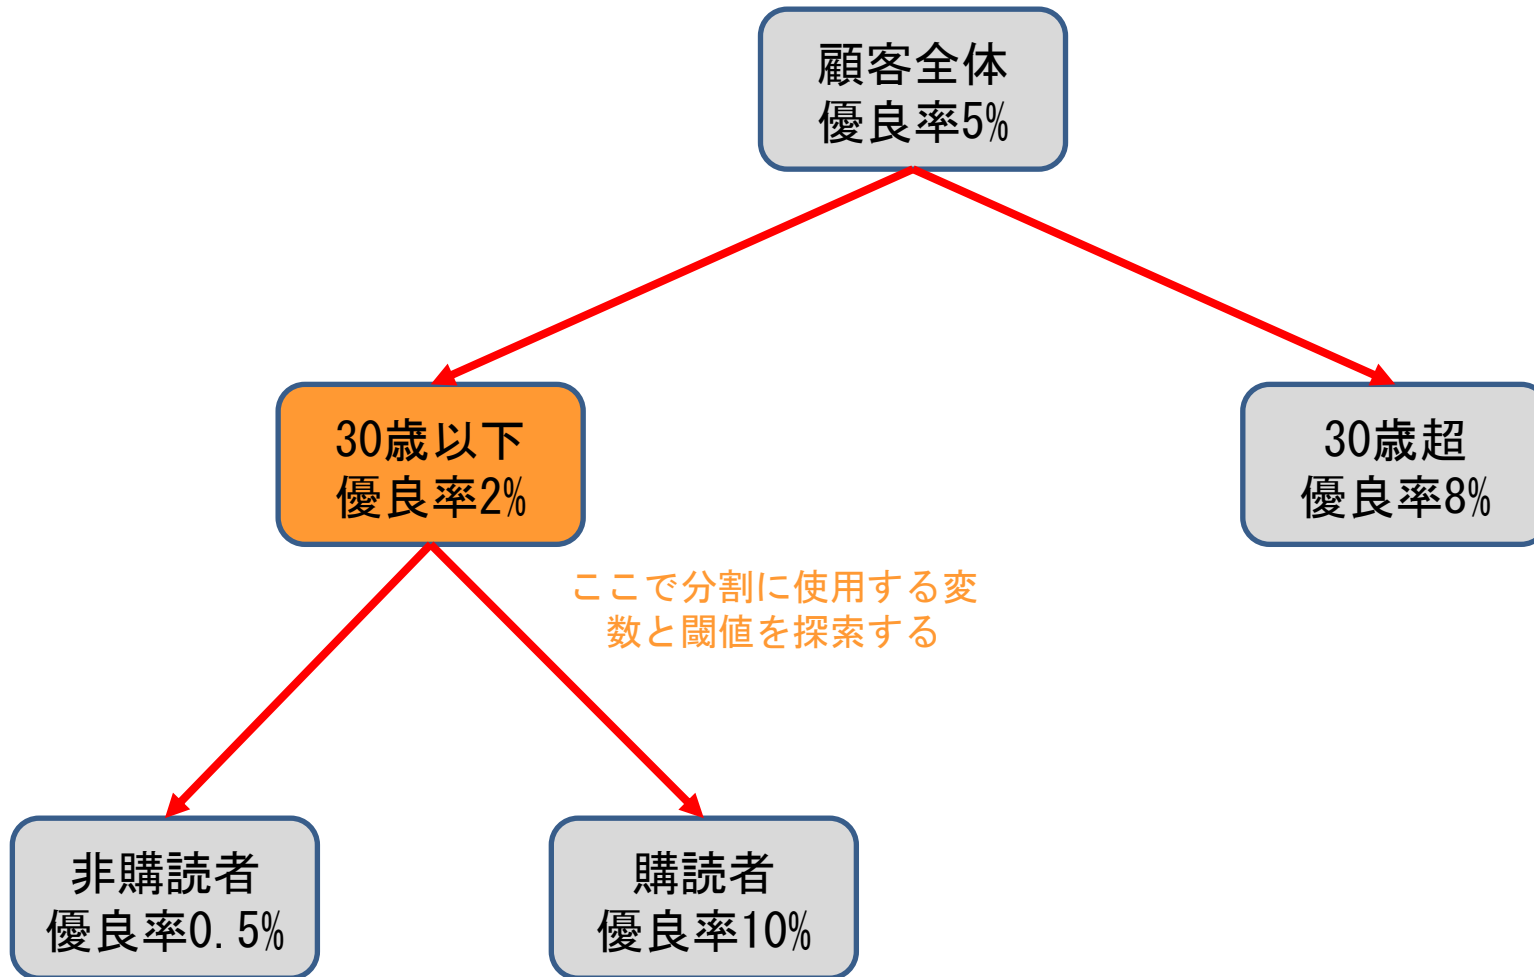 顧客全体
優良率5%
30歳以下
優良率2%
30歳超
優良率8%
ここで分割に使用する変
数と閾値を探索する
非購読者
優良率0.5%
購読者
優良率10%